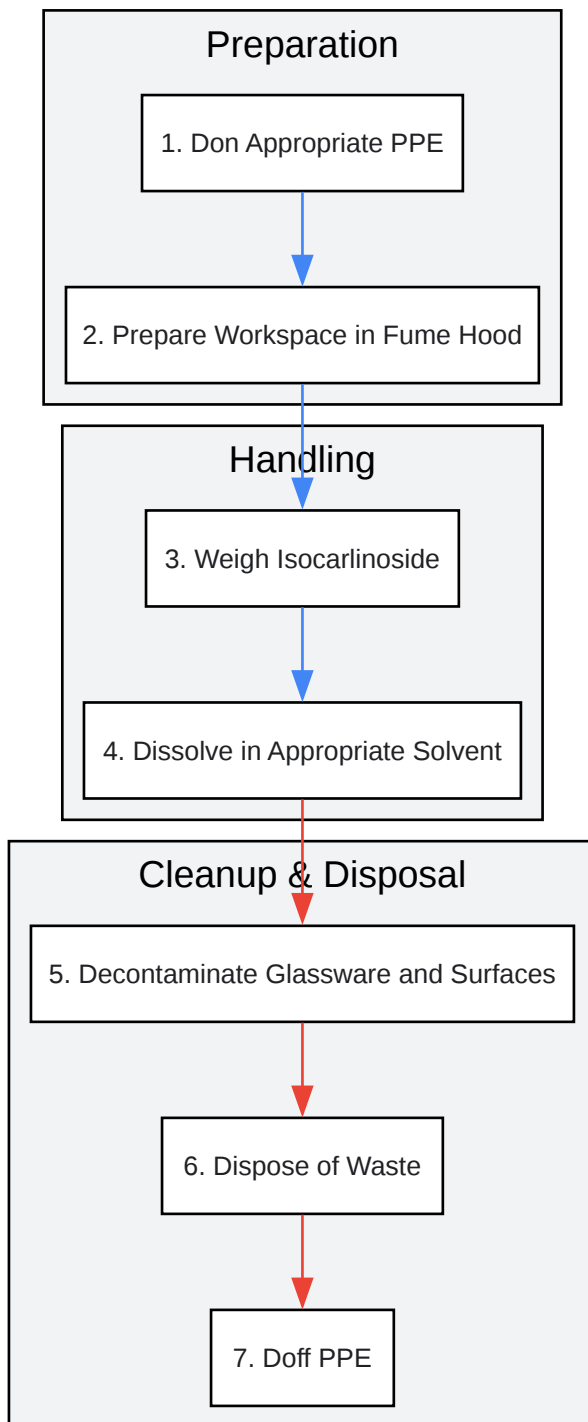 Preparation
1. Don Appropriate PPE
2. Prepare Workspace in Fume Hood
Handling
3. Weigh Isocarlinoside
4. Dissolve in Appropriate Solvent
Cleanup & Disposal
5. Decontaminate Glassware and Surfaces
6. Dispose of Waste
7. Doff PPE